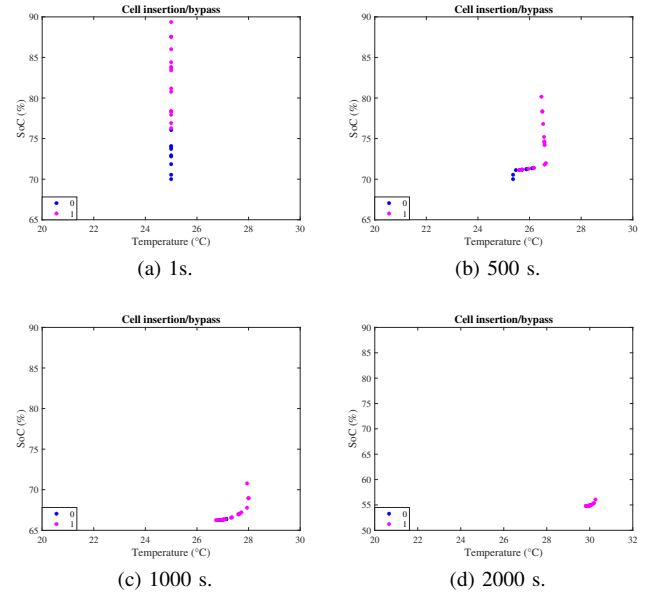 Cell insertion/bypass
90
85
80
75
70
65
SoC (%)
0
1
20 22 24 26 28 30
Temperature (°C)
(a) 1s.
Cell insertion/bypass
90
85
80
75
70
65
SoC (%)
0
1
20 22 24 26 28 30
Temperature (°C)
(b) 500 s.
Cell insertion/bypass
90
85
80
75
70
65
SoC (%)
0
1
20 22 24 26 28 30
Temperature (°C)
(c) 1000 s.
Cell insertion/bypass
90
85
80
75
70
65
60
55
50
SoC (%)
0
1
20 22 24 26 28 30 32
Temperature (°C)
(d) 2000 s.